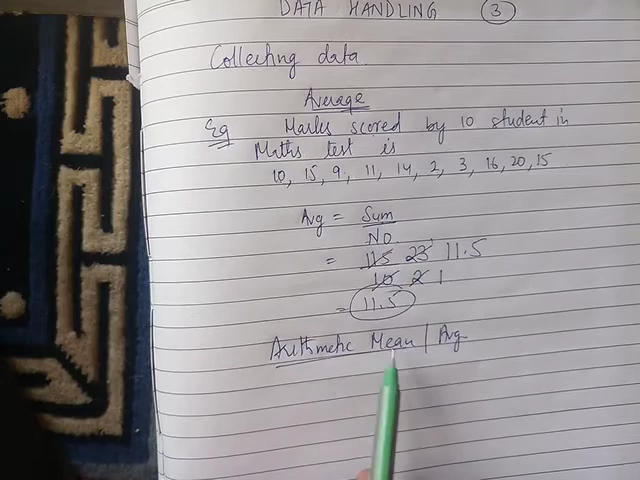 DATA HANDLING 3
Collecting data
Average
Eg Marks scored by 10 student in
Maths test is
10, 15, 9, 11, 14, 2, 3, 16, 20, 15
Avg = Sum
No.
= 115 23 11.5
10 2 1
= 11.5
Arithmetic Mean | Avg